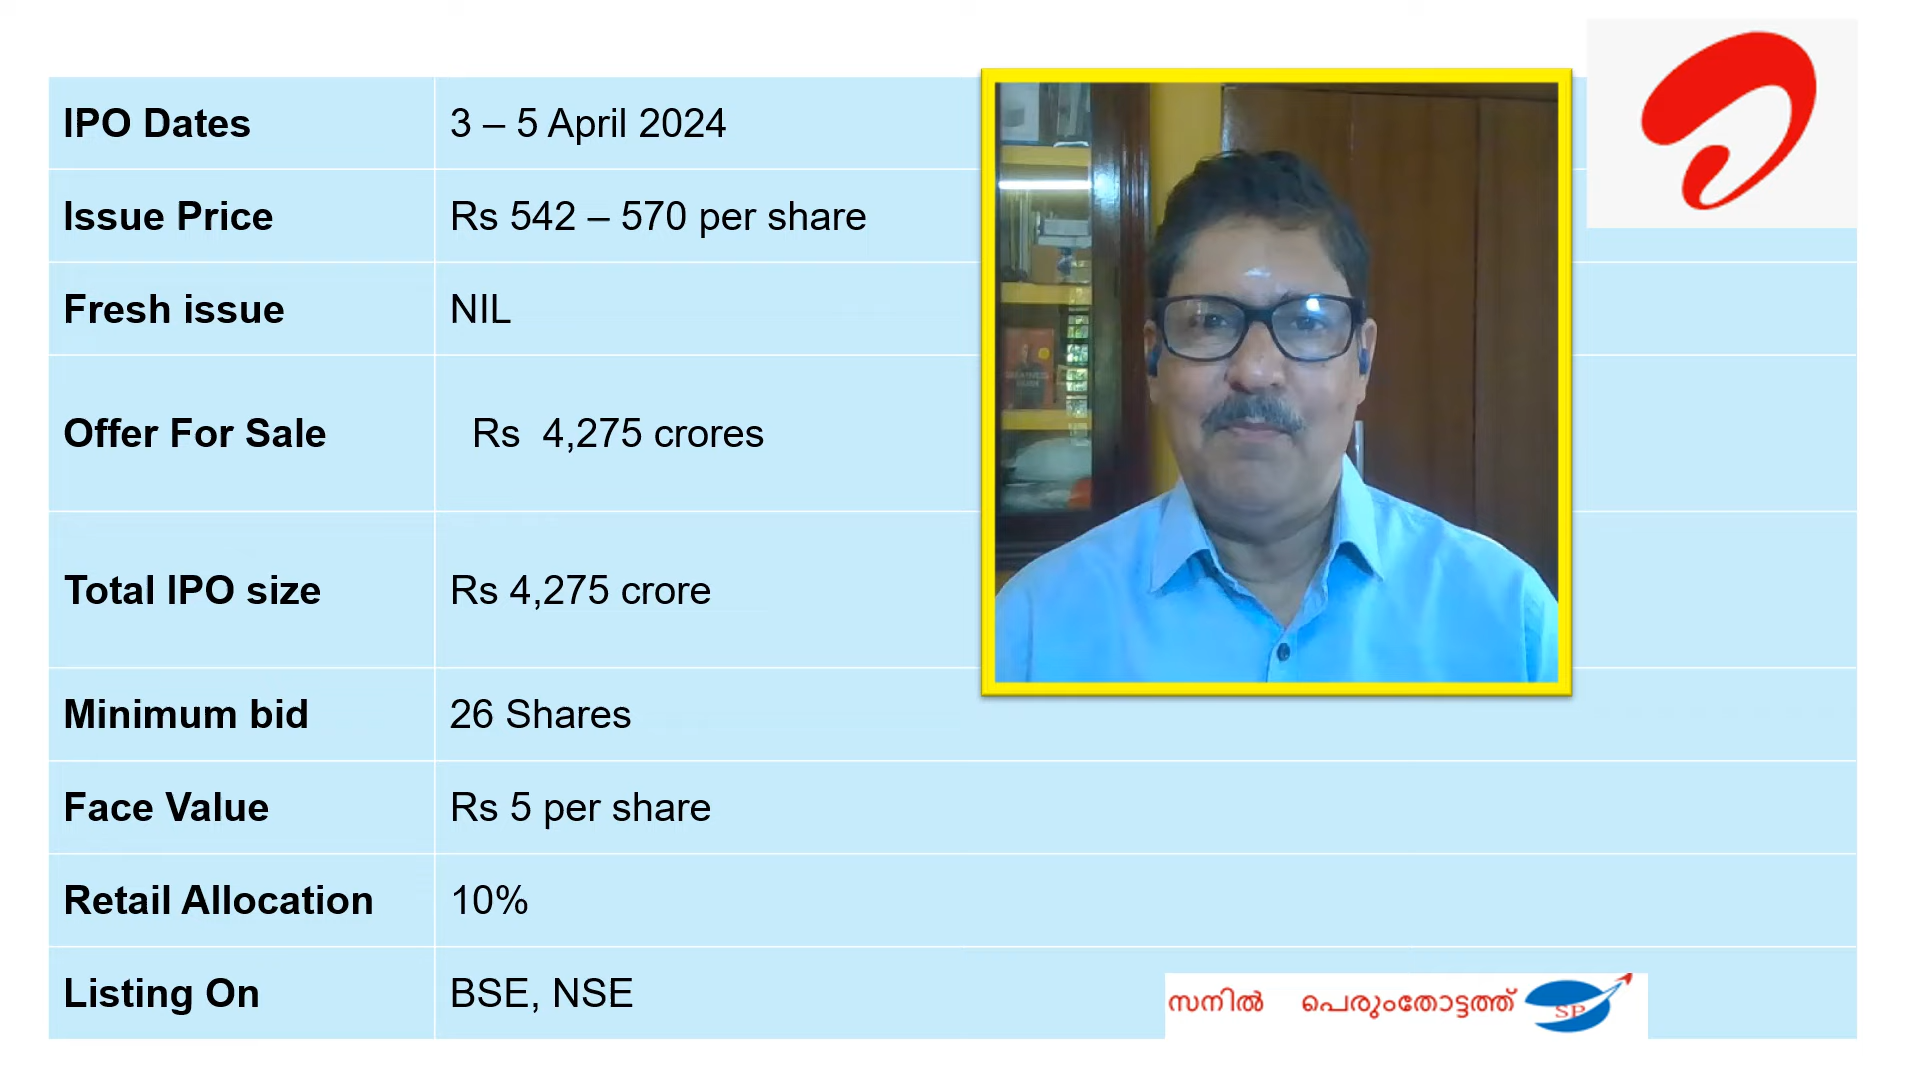 IPO Dates 3 – 5 April 2024
Issue Price Rs 542 – 570 per share
Fresh issue NIL
Offer For Sale Rs 4,275 crores
Total IPO size Rs 4,275 crore
Minimum bid 26 Shares
Face Value Rs 5 per share
Retail Allocation 10%
Listing On BSE, NSE
സനിൽ പെരുംതോട്ടത്ത് SP